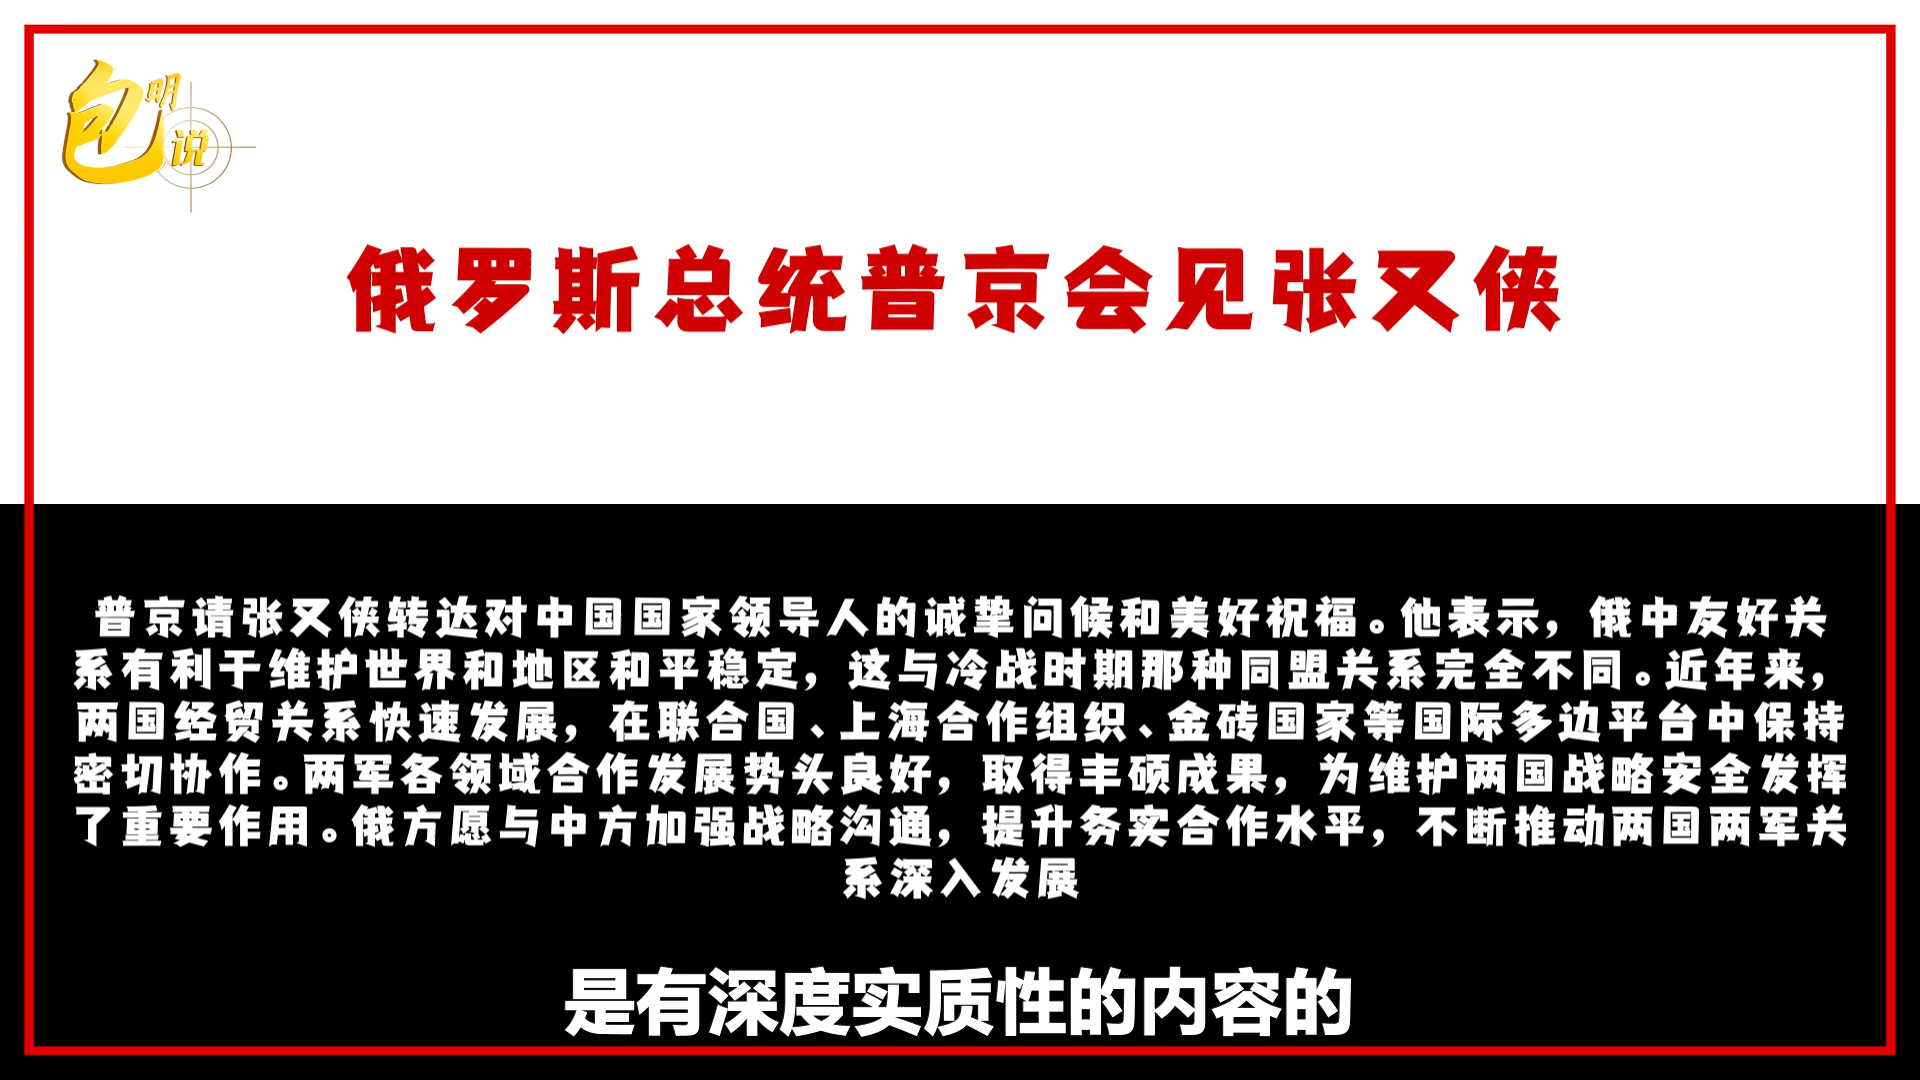 包明说
俄罗斯总统普京会见张又侠
普京请张又侠转达对中国国家领导人的诚挚问候和美好祝福。他表示，俄中友好关
系有利于维护世界和地区和平稳定，这与冷战时期那种同盟关系完全不同。近年来，
两国经贸关系快速发展，在联合国、上海合作组织、金砖国家等国际多边平台中保持
密切协作。两军各领域合作发展势头良好，取得丰硕成果，为维护两国战略安全发挥
了重要作用。俄方愿与中方加强战略沟通，提升务实合作水平，不断推动两国两军关
系深入发展
是有深度实质性的内容的